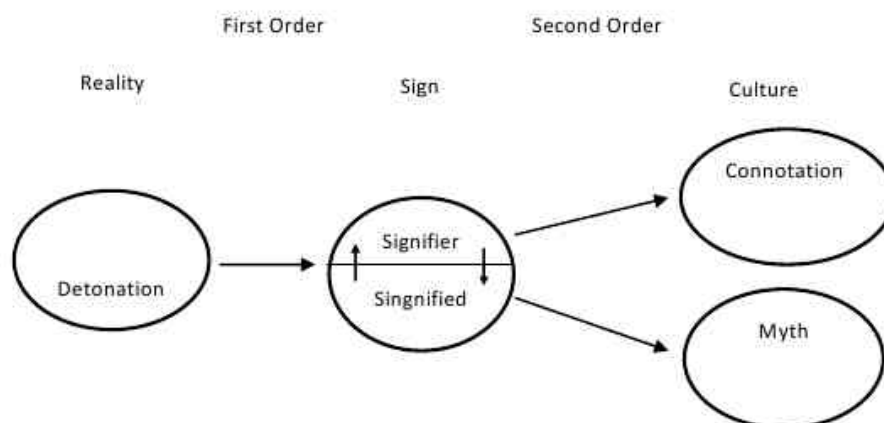 First Order
Second Order
Reality
Sign
Culture
Connotation
Signifier
Detonation
Singnified
Myth